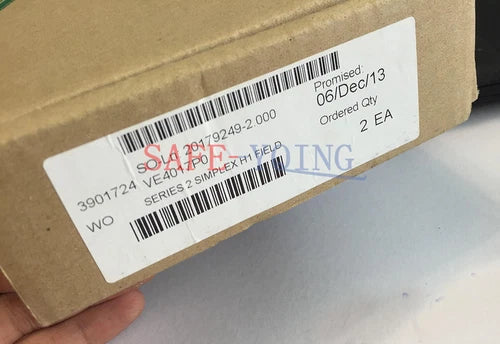 Promised:
06/Dec/13
Ordered Qty
2 EA
20179249-2.000
3901724 VE4017P0
WO
SERIES 2 SIMPLEX H1 FIELD
SAFE-YOING